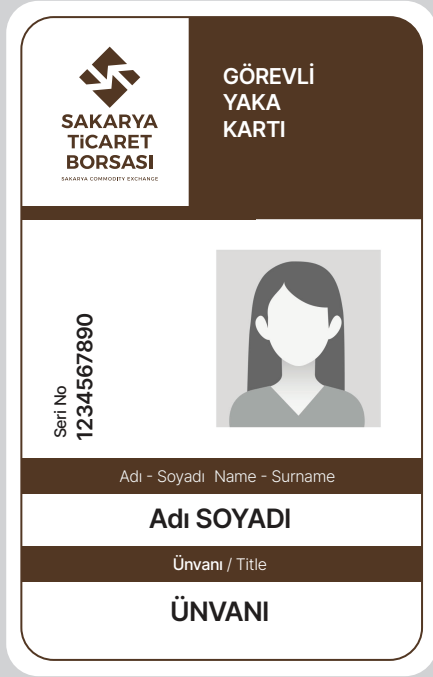 SAKARYA
TİCARET
BORSASI
SAKARYA COMMODITY EXCHANGE
GÖREVLİ
YAKA
KARTI
Seri No
1234567890
Adı - Soyadı Name - Surname
Adı SOYADI
Ünvanı / Title
ÜNVANI